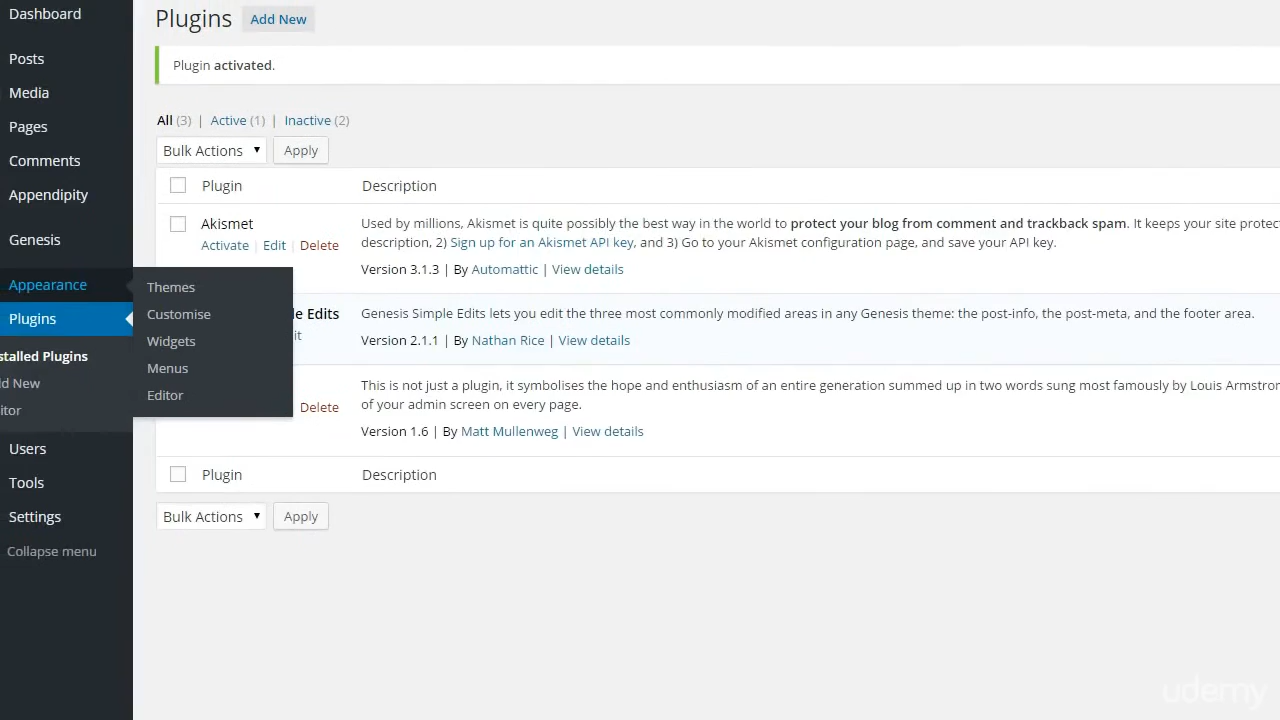 Dashboard
Posts
Media
Pages
Comments
Appendipity
Genesis
Appearance
Plugins
stalled Plugins
dd New
itor
Users
Tools
Settings
Collapse menu
Themes
Customise
Widgets
Menus
Editor
Plugins Add New
Plugin activated.
All (3) | Active (1) | Inactive (2)
Bulk Actions Apply
Plugin Description
Akismet
Activate | Edit | Delete
Used by millions, Akismet is quite possibly the best way in the world to protect your blog from comment and trackback spam. It keeps your site protec
description, 2) Sign up for an Akismet API key, and 3) Go to your Akismet configuration page, and save your API key.
Version 3.1.3 | By Automattic | View details
le Edits
it
Genesis Simple Edits lets you edit the three most commonly modified areas in any Genesis theme: the post-info, the post-meta, and the footer area.
Version 2.1.1 | By Nathan Rice | View details
Delete
This is not just a plugin, it symbolises the hope and enthusiasm of an entire generation summed up in two words sung most famously by Louis Armstron
of your admin screen on every page.
Version 1.6 | By Matt Mullenweg | View details
Plugin Description
Bulk Actions Apply
udemy